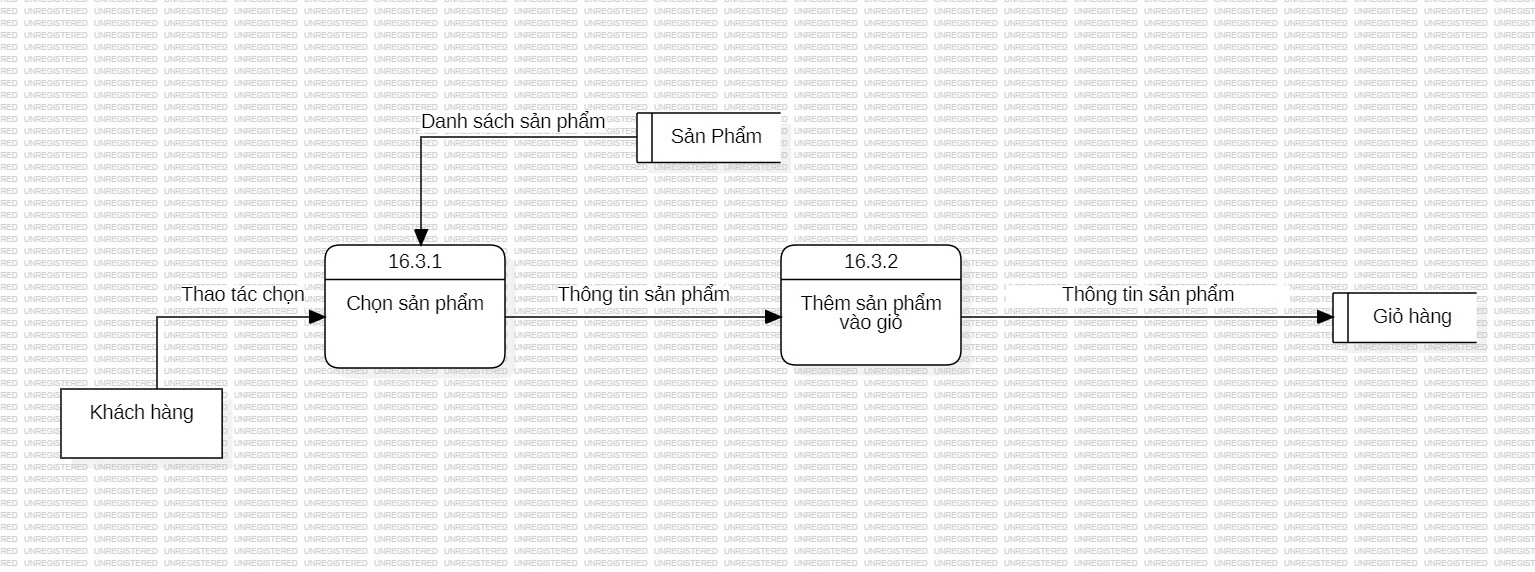 Danh sách sản phẩm
Sản Phẩm
16.3.1
Chọn sản phẩm
16.3.2
Thêm sản phẩm
vào giỏ
Thao tác chọn
Thông tin sản phẩm
Thông tin sản phẩm
Giỏ hàng
Khách hàng
UNREGISTERED